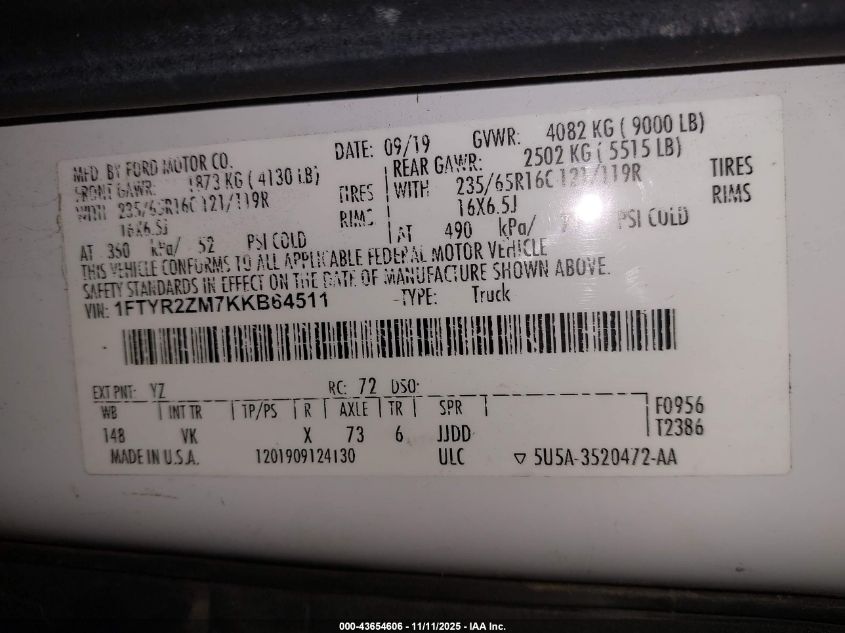 MFD. BY FORD MOTOR CO. DATE: 09/19 GVWR: 4082 KG ( 9000 LB)
FRONT GAWR: 1873 KG ( 4130 LB) REAR GAWR: 2502 KG ( 5515 LB)
WITH 235/65R16C 121/119R TIRES WITH 235/65R16C 121/119R TIRES
16X6.5J RIMS 16X6.5J RIMS
AT 360 kPa/ 52 PSI COLD AT 490 kPa/ PSI COLD
THIS VEHICLE CONFORMS TO ALL APPLICABLE FEDERAL MOTOR VEHICLE
SAFETY STANDARDS IN EFFECT ON THE DATE OF MANUFACTURE SHOWN ABOVE.
VIN: 1FTYR2ZM7KKB64511 TYPE: Truck
EXT PNT: YZ RC: 72 DSO:
WB INT TR TP/PS R AXLE TR SPR F0956
148 VK X 73 6 JJDD T2386
MADE IN U.S.A. 1201909124130 ULC ▽ 5U5A-3520472-AA
000-43654606 - 11/11/2025 - IAA Inc.